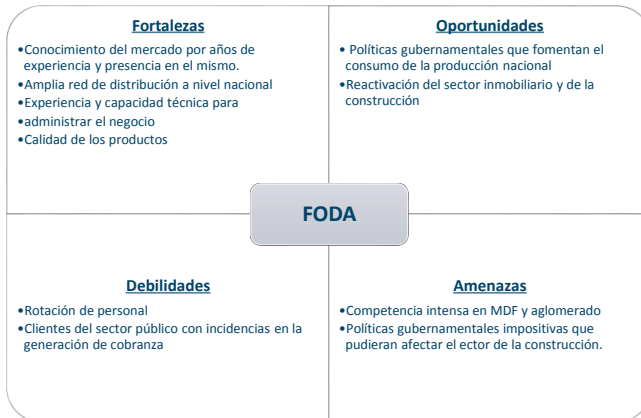 Fortalezas
•Conocimiento del mercado por años de
experiencia y presencia en el mismo.
•Amplia red de distribución a nivel nacional
•Experiencia y capacidad técnica para
•administrar el negocio
•Calidad de los productos
Oportunidades
• Políticas gubernamentales que fomentan el
consumo de la producción nacional
•Reactivación del sector inmobiliario y de la
construcción
FODA
Debilidades
•Rotación de personal
•Clientes del sector público con incidencias en la
generación de cobranza
Amenazas
•Competencia intensa en MDF y aglomerado
•Políticas gubernamentales impositivas que
pudieran afectar el ector de la construcción.